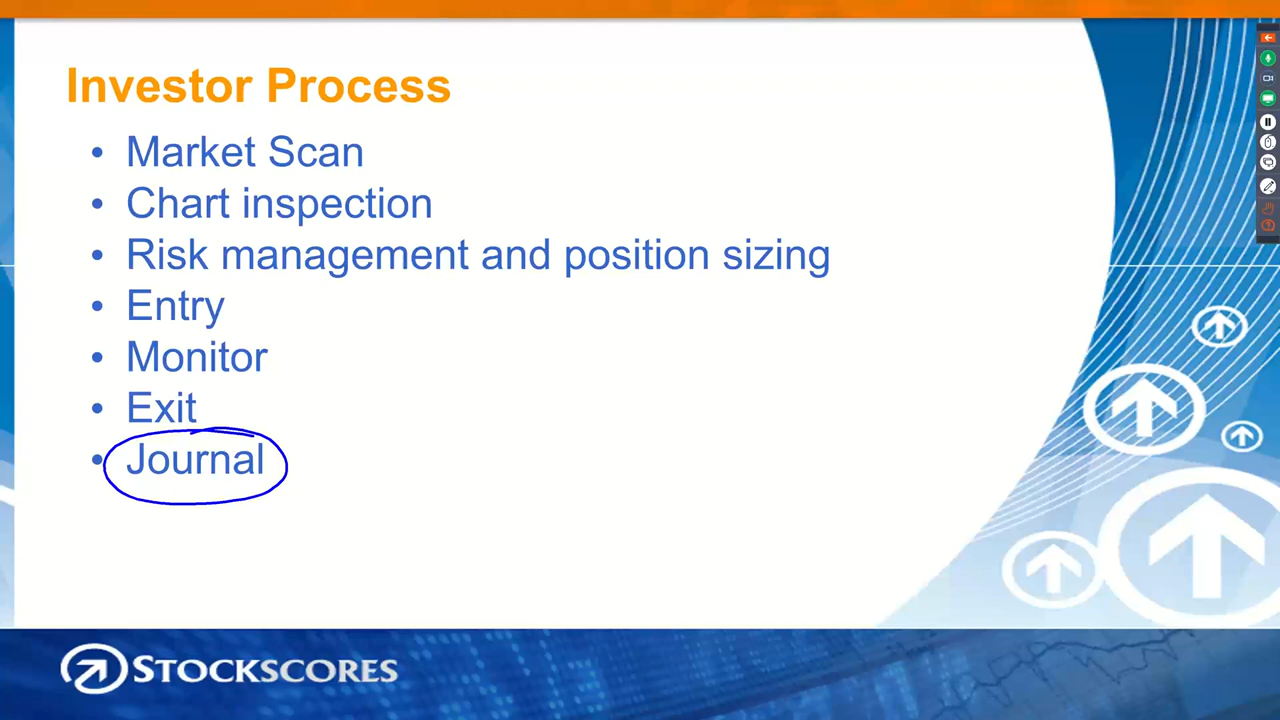 Investor Process
• Market Scan
• Chart inspection
• Risk management and position sizing
• Entry
• Monitor
• Exit
• Journal
STOCKSCORES